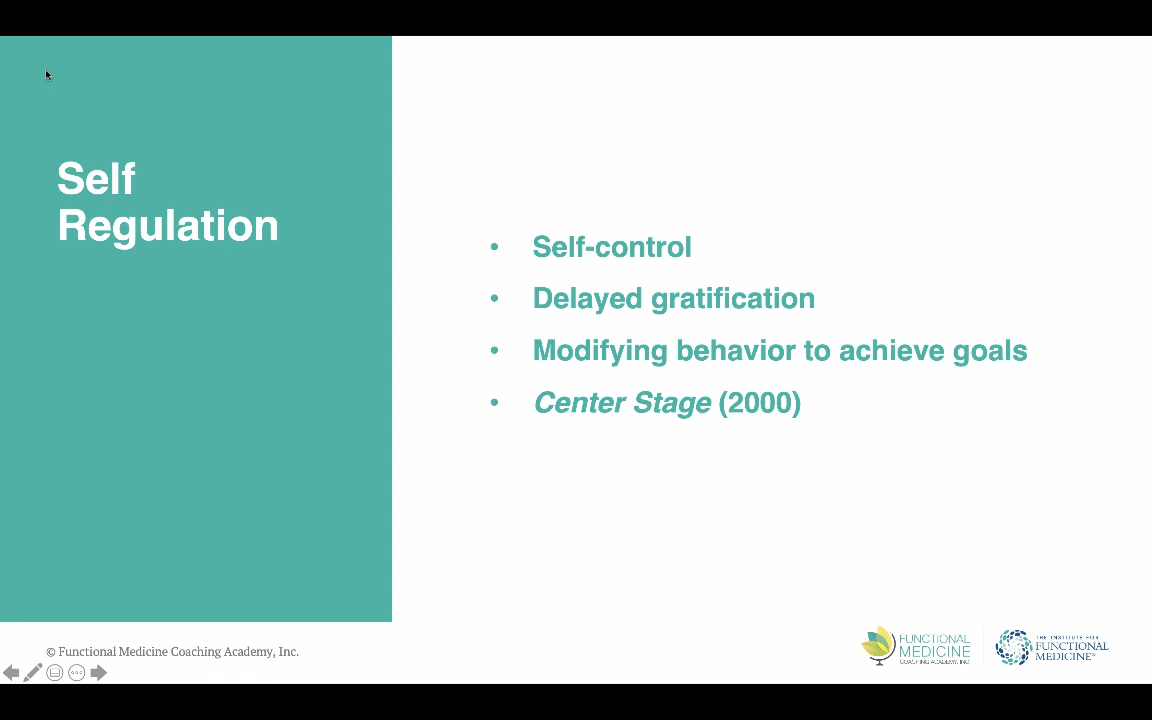 Self
Regulation
• Self-control
• Delayed gratification
• Modifying behavior to achieve goals
• Center Stage (2000)
© Functional Medicine Coaching Academy, Inc.
FUNCTIONAL
MEDICINE
COACHING ACADEMY, INC.
THE INSTITUTE FOR
FUNCTIONAL
MEDICINE™